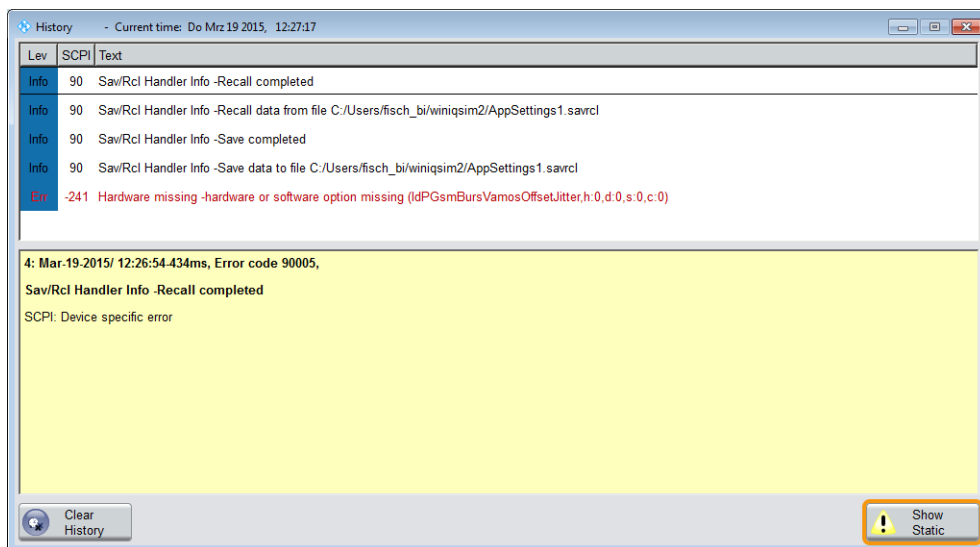 History - Current time: Do Mrz 19 2015, 12:27:17
Lev SCPI Text
Info 90 Sav/Rcl Handler Info -Recall completed
Info 90 Sav/Rcl Handler Info -Recall data from file C:/Users/fisch_bi/winiqsim2/AppSettings1.savrcl
Info 90 Sav/Rcl Handler Info -Save completed
Info 90 Sav/Rcl Handler Info -Save data to file C:/Users/fisch_bi/winiqsim2/AppSettings1.savrcl
Err -241 Hardware missing -hardware or software option missing (IdPGsmBursVamosOffsetJitter,h:0,d:0,s:0,c:0)
4: Mar-19-2015/ 12:26:54-434ms, Error code 90005,
Sav/Rcl Handler Info -Recall completed
SCPI: Device specific error
Clear
History
Show
Static